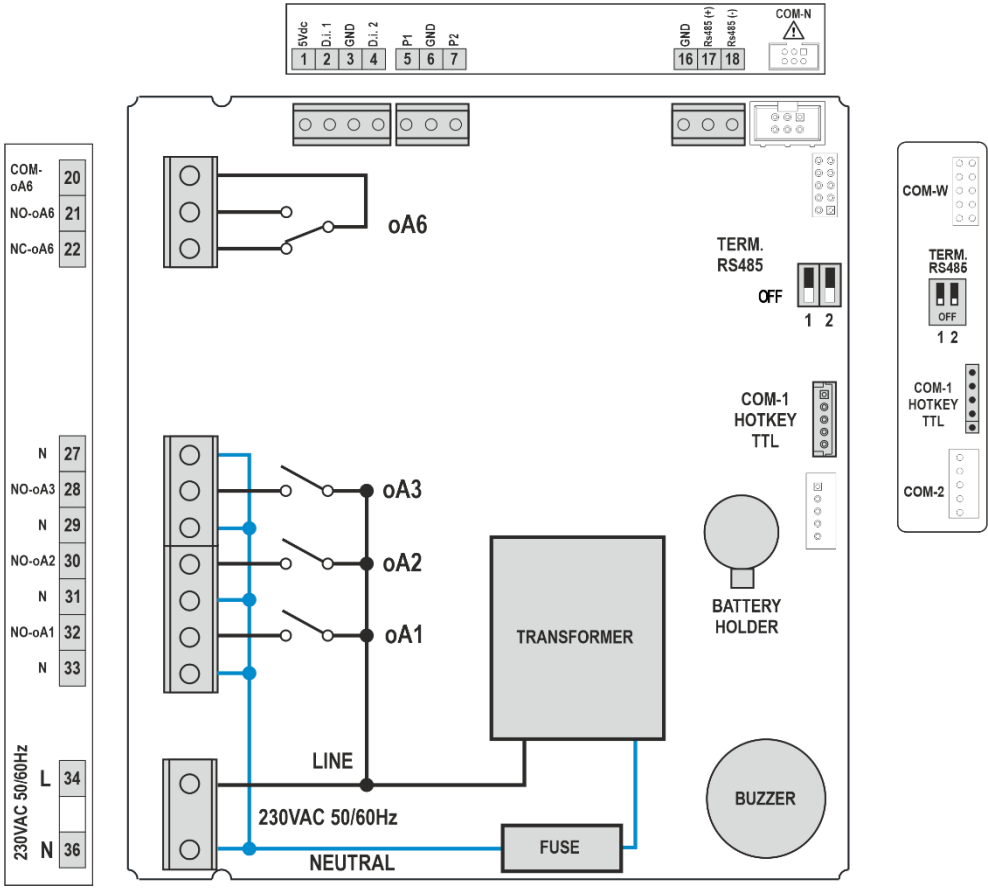 5Vdc D.i. 1 GND D.i. 2 P1 GND P2 GND Rs485 (+) Rs485 (-) COM-N
1 2 3 4 5 6 7 16 17 18
COM-
oA6 20
NO-oA6 21
NC-oA6 22
oA6
TERM.
RS485
OFF
1 2
COM-W
TERM.
RS485
OFF
1 2
COM-1
HOTKEY
TTL
COM-1
HOTKEY
TTL
COM-2
N 27
NO-oA3 28
N 29
NO-oA2 30
N 31
NO-oA1 32
N 33
oA3
oA2
oA1
BATTERY
HOLDER
TRANSFORMER
230VAC 50/60Hz
L 34
N 36
LINE
230VAC 50/60Hz
NEUTRAL
FUSE
BUZZER